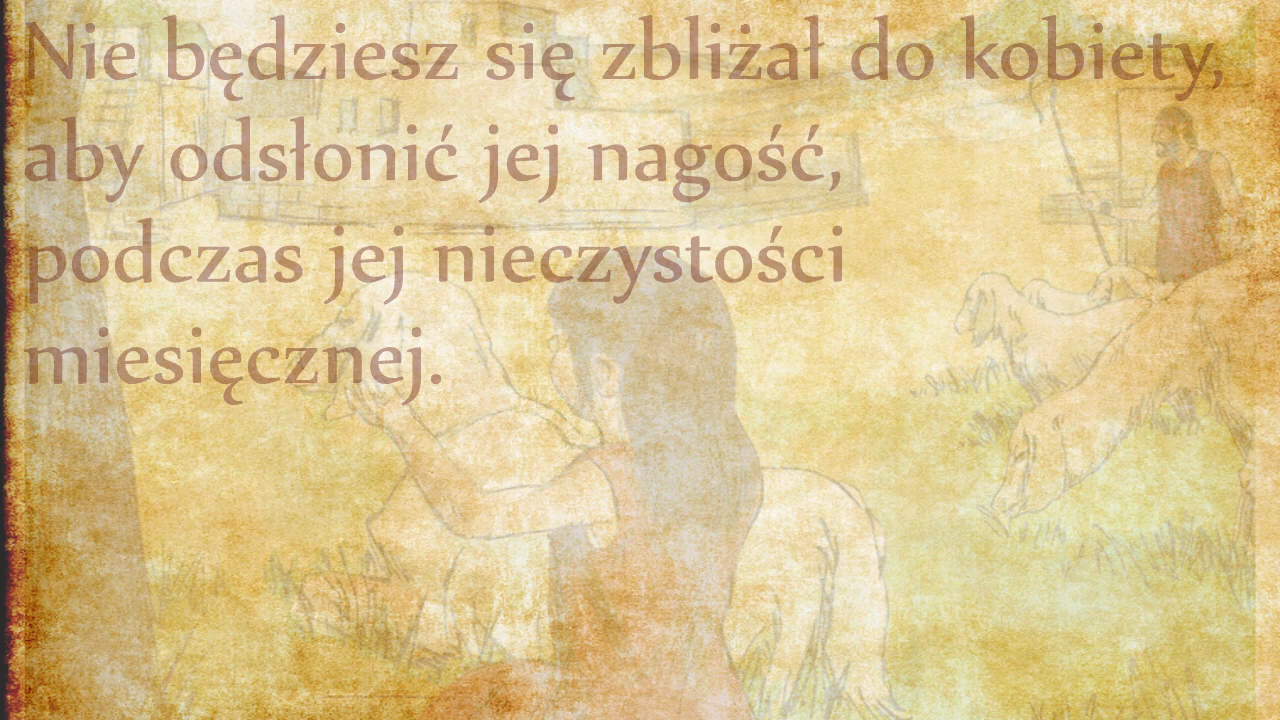 Nie będziesz się zbliżał do kobiety,
aby odsłonić jej nagość,
podczas jej nieczystości
miesięcznej.